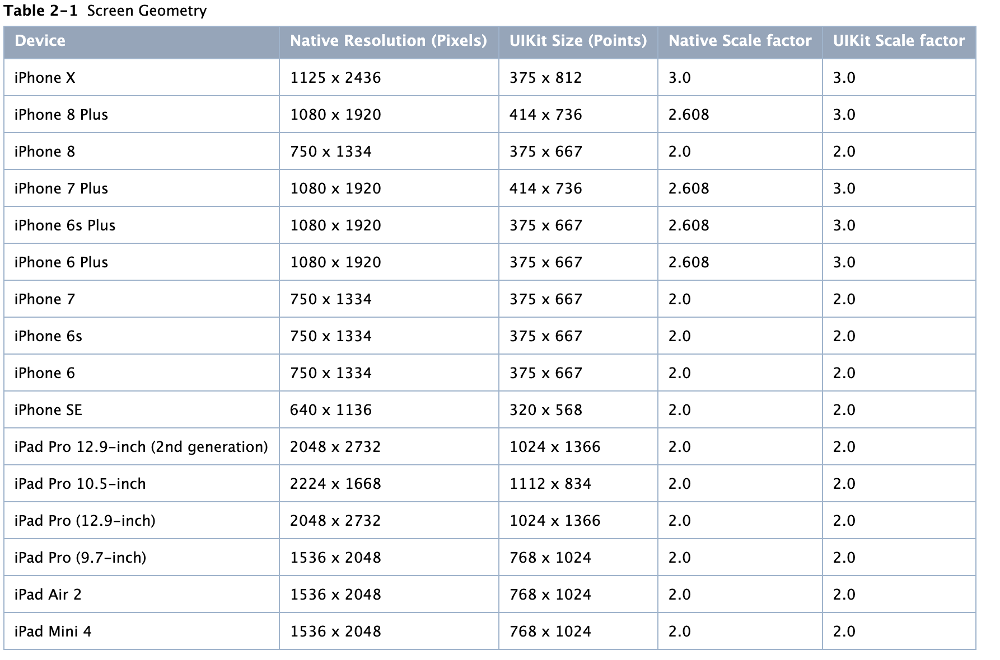 Table 2-1 Screen Geometry
Device Native Resolution (Pixels) UIKit Size (Points) Native Scale factor UIKit Scale factor
iPhone X 1125 x 2436 375 x 812 3.0 3.0
iPhone 8 Plus 1080 x 1920 414 x 736 2.608 3.0
iPhone 8 750 x 1334 375 x 667 2.0 2.0
iPhone 7 Plus 1080 x 1920 414 x 736 2.608 3.0
iPhone 6s Plus 1080 x 1920 375 x 667 2.608 3.0
iPhone 6 Plus 1080 x 1920 375 x 667 2.608 3.0
iPhone 7 750 x 1334 375 x 667 2.0 2.0
iPhone 6s 750 x 1334 375 x 667 2.0 2.0
iPhone 6 750 x 1334 375 x 667 2.0 2.0
iPhone SE 640 x 1136 320 x 568 2.0 2.0
iPad Pro 12.9-inch (2nd generation) 2048 x 2732 1024 x 1366 2.0 2.0
iPad Pro 10.5-inch 2224 x 1668 1112 x 834 2.0 2.0
iPad Pro (12.9-inch) 2048 x 2732 1024 x 1366 2.0 2.0
iPad Pro (9.7-inch) 1536 x 2048 768 x 1024 2.0 2.0
iPad Air 2 1536 x 2048 768 x 1024 2.0 2.0
iPad Mini 4 1536 x 2048 768 x 1024 2.0 2.0